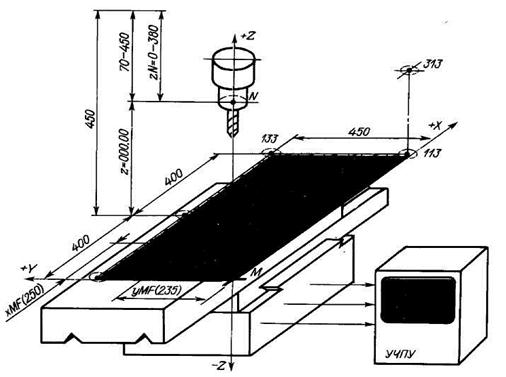 +Z
70-450
zN=0-380
N
313
450
z=000,00
133
450
+X
113
400
400
+Y
M
yMF(235)
xMF(250)
УЧПУ
-Z